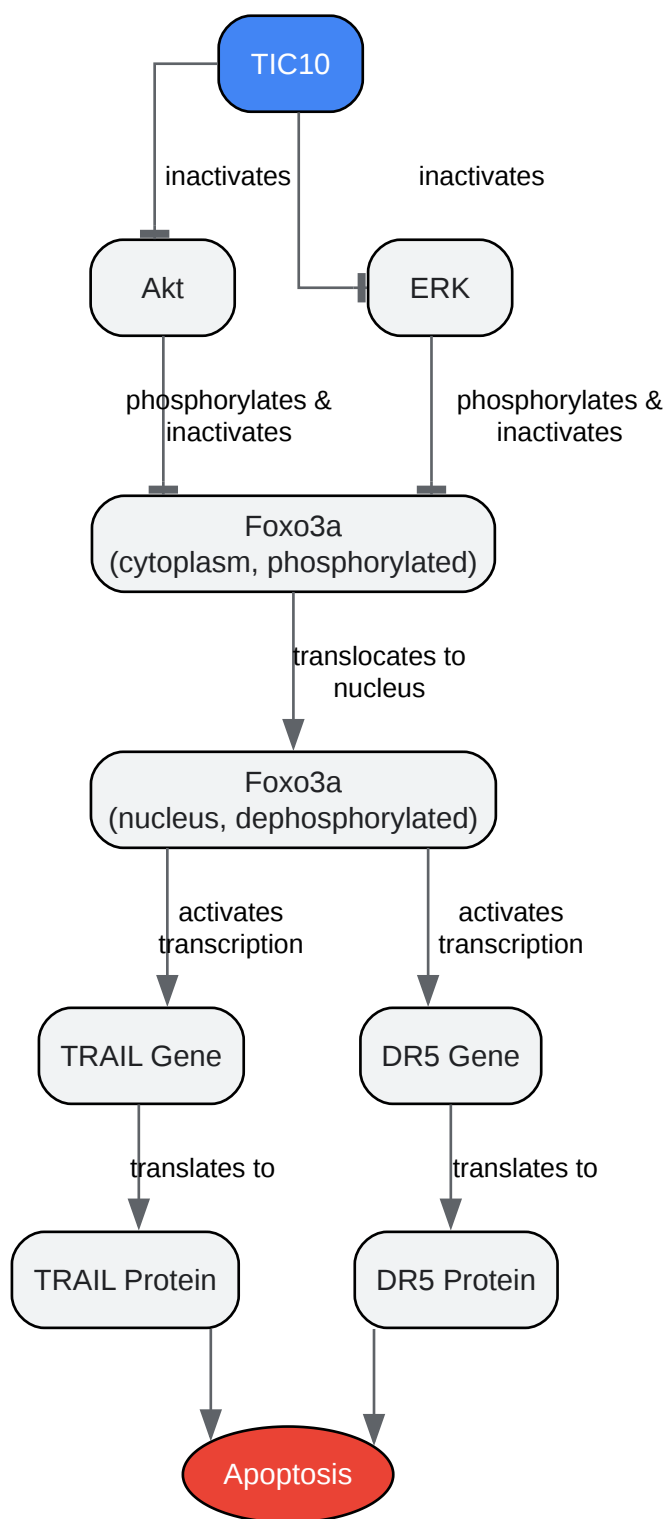 TIC10
inactivates
inactivates
Akt
ERK
phosphorylates &
inactivates
phosphorylates &
inactivates
Foxo3a
(cytoplasm, phosphorylated)
translocates to
nucleus
Foxo3a
(nucleus, dephosphorylated)
activates
transcription
activates
transcription
TRAIL Gene
DR5 Gene
translates to
translates to
TRAIL Protein
DR5 Protein
Apoptosis